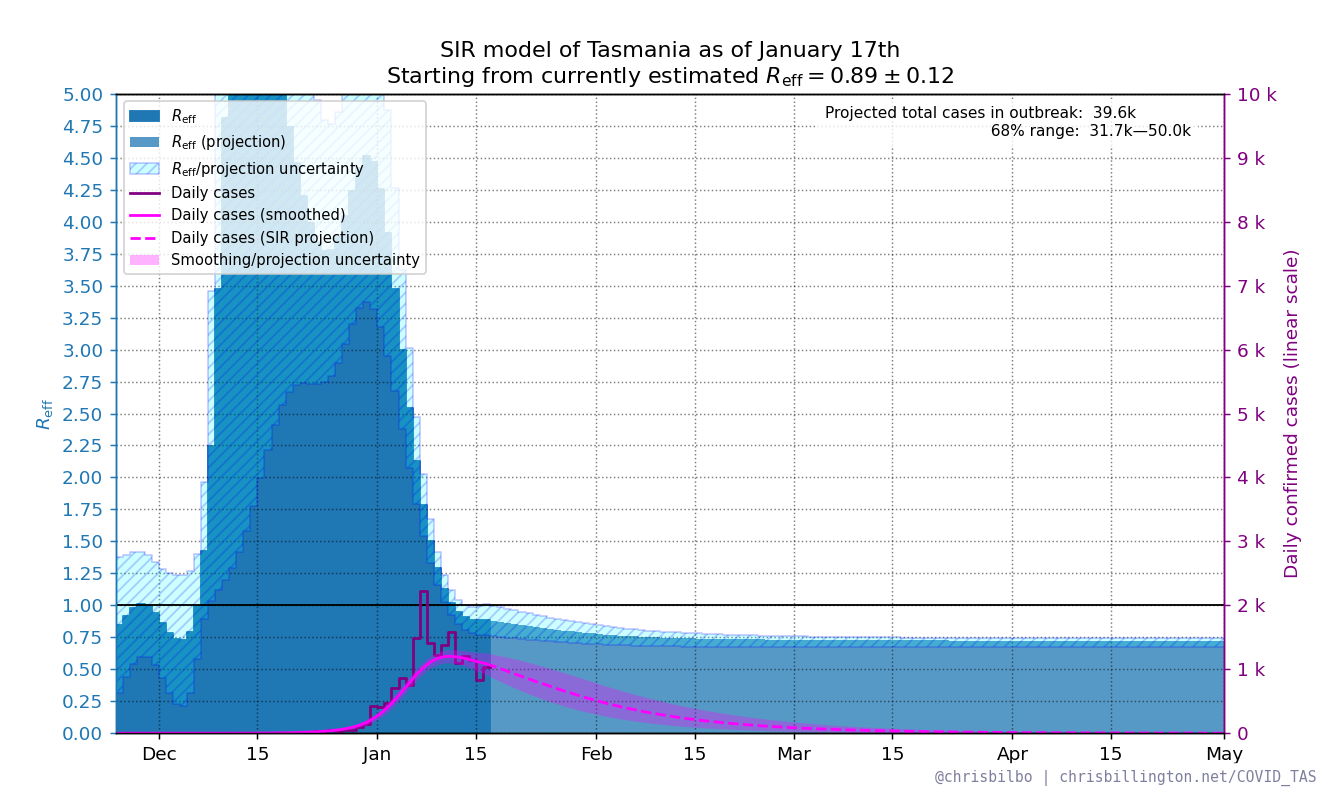 SIR model of Tasmania as of January 17th
Starting from currently estimated Reff = 0.89 ± 0.12
Projected total cases in outbreak: 39.6k
68% range: 31.7k—50.0k
Reff
Reff (projection)
Reff/projection uncertainty
Daily cases
Daily cases (smoothed)
Daily cases (SIR projection)
Smoothing/projection uncertainty
5.00
4.75
4.50
4.25
4.00
3.75
3.50
3.25
3.00
2.75
2.50
2.25
2.00
1.75
1.50
1.25
1.00
0.75
0.50
0.25
0.00
Reff
10 k
9 k
8 k
7 k
6 k
5 k
4 k
3 k
2 k
1 k
0
Daily confirmed cases (linear scale)
Dec 15 Jan 15 Feb 15 Mar 15 Apr 15 May
@chrisbilbo | chrisbillington.net/COVID_TAS